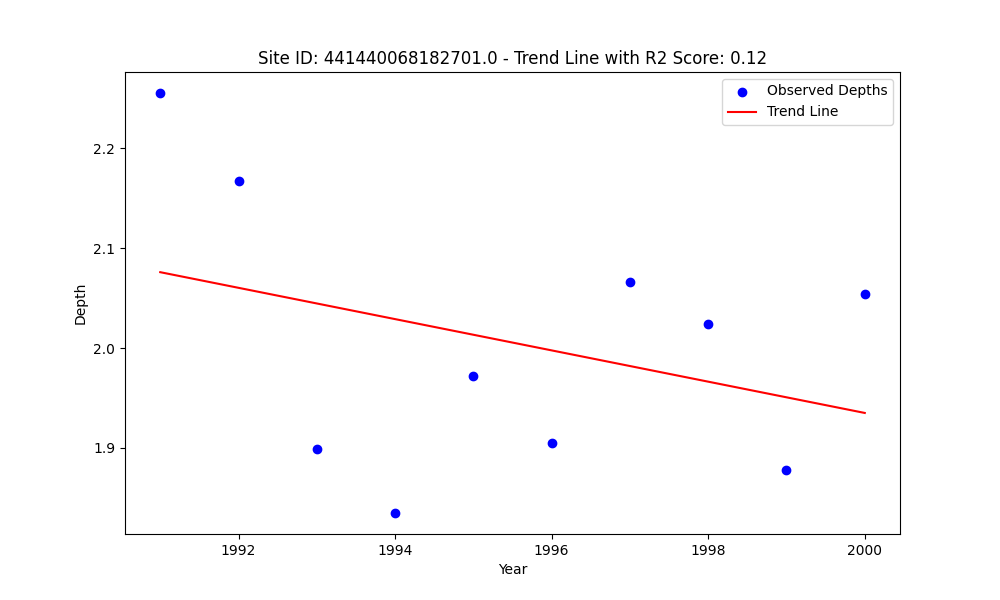 Site ID: 441440068182701.0 - Trend Line with R2 Score: 0.12
Observed Depths
Trend Line
2.2
2.1
2.0
1.9
Depth
1992
1994
1996
1998
2000
Year